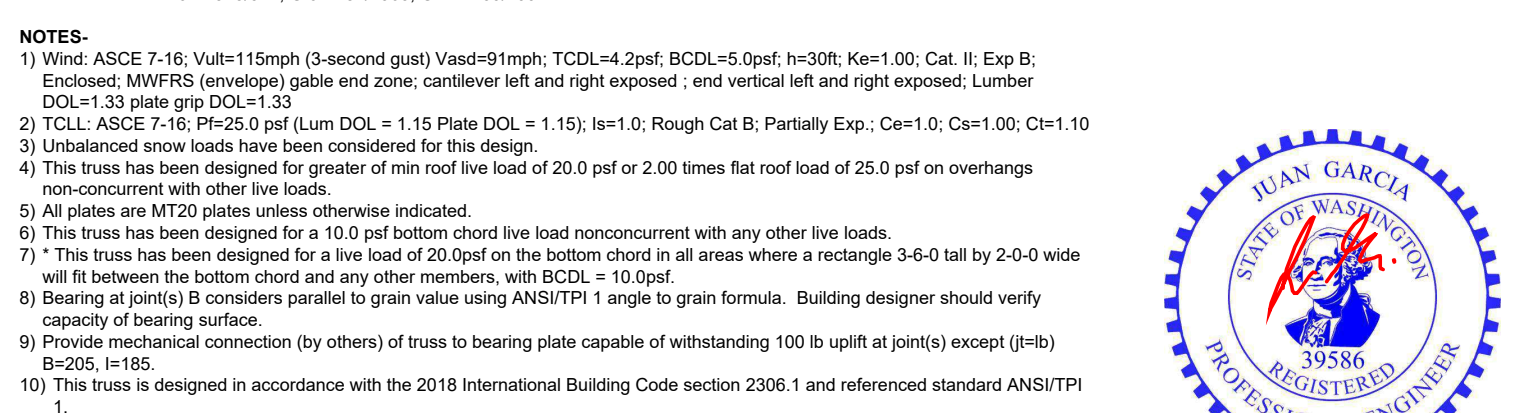 NOTES-
1) Wind: ASCE 7-16; Vult=115mph (3-second gust) Vasd=91mph; TCDL=4.2psf; BCDL=5.0psf; h=30ft; Ke=1.00; Cat. II; Exp B;
Enclosed; MWFRS (envelope) gable end zone; cantilever left and right exposed ; end vertical left and right exposed; Lumber
DOL=1.33 plate grip DOL=1.33
2) TCLL: ASCE 7-16; Pf=25.0 psf (Lum DOL = 1.15 Plate DOL = 1.15); Is=1.0; Rough Cat B; Partially Exp.; Ce=1.0; Cs=1.00; Ct=1.10
3) Unbalanced snow loads have been considered for this design.
4) This truss has been designed for greater of min roof live load of 20.0 psf or 2.00 times flat roof load of 25.0 psf on overhangs
non-concurrent with other live loads.
5) All plates are MT20 plates unless otherwise indicated.
6) This truss has been designed for a 10.0 psf bottom chord live load nonconcurrent with any other live loads.
7) * This truss has been designed for a live load of 20.0psf on the bottom chord in all areas where a rectangle 3-6-0 tall by 2-0-0 wide
will fit between the bottom chord and any other members, with BCDL = 10.0psf.
8) Bearing at joint(s) B considers parallel to grain value using ANSI/TPI 1 angle to grain formula.  Building designer should verify
capacity of bearing surface.
9) Provide mechanical connection (by others) of truss to bearing plate capable of withstanding 100 lb uplift at joint(s) except (jt=lb)
B=205, I=185.
10) This truss is designed in accordance with the 2018 International Building Code section 2306.1 and referenced standard ANSI/TPI
1.
JUAN GARCIA
STATE OF WASHINGTON
39586
REGISTERED
ENGINEER